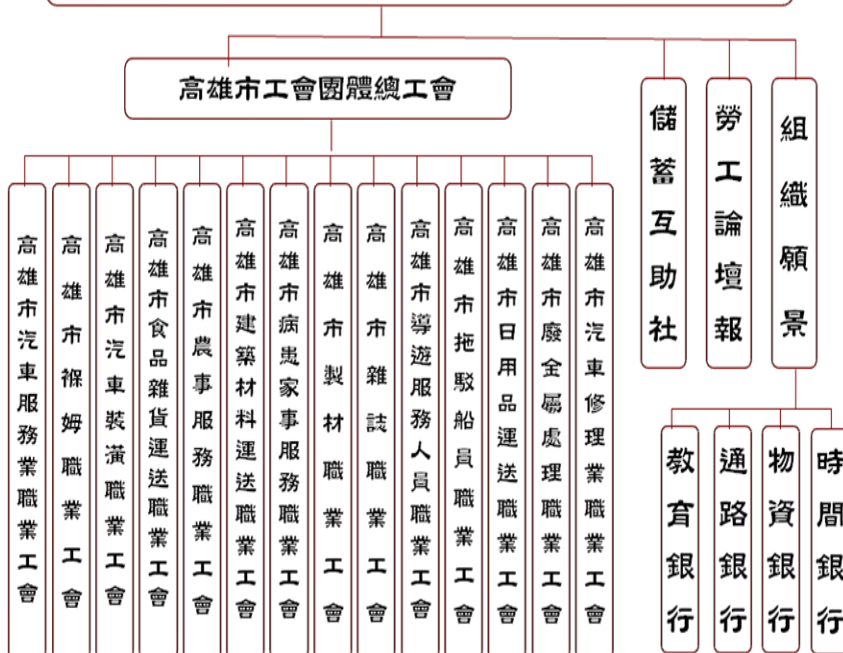 高雄市工會團體總工會
儲蓄互助社
勞工論壇報
組織願景
高雄市汽車服務業職業工會
高雄市褓姆職業工會
高雄市汽車裝潢職業工會
高雄市食品雜貨運送職業工會
高雄市農事服務職業工會
高雄市建築材料運送職業工會
高雄市病患家事服務職業工會
高雄市製材職業工會
高雄市雜誌職業工會
高雄市導遊服務人員職業工會
高雄市拖駁船員職業工會
高雄市日用品運送職業工會
高雄市廢金屬處理職業工會
高雄市汽車修理業職業工會
教育銀行
通路銀行
物資銀行
時間銀行